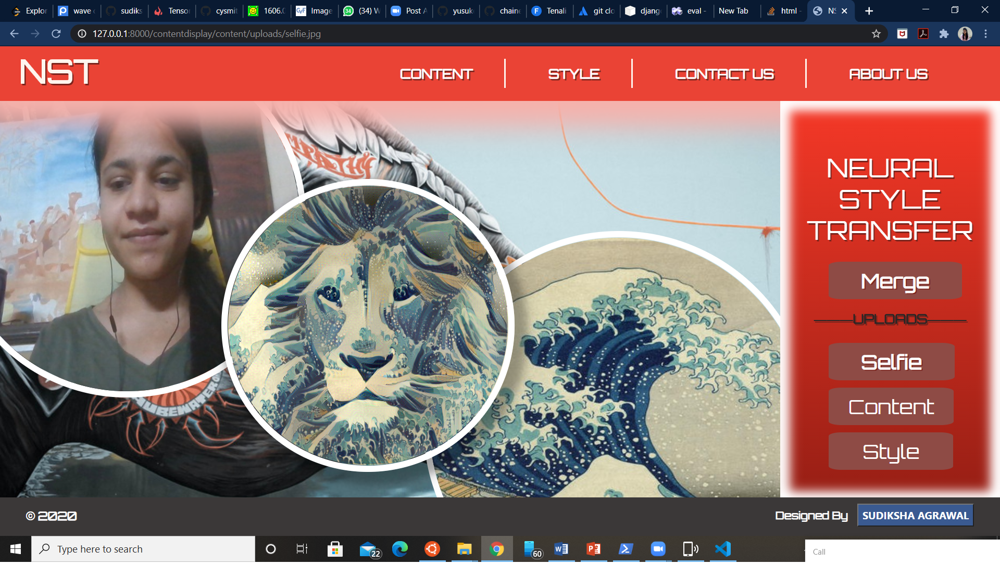 Explor
wave
sudiks
Tensor
cysmit
1606.0
GyF
Image
34
(34) W
Post A
yusuk
chaine
F
Tenali
git clo
djang
eval -
New Tab
html -
NS
127.0.0.1:8000/contentdisplay/content/uploads/selfie.jpg
NST
CONTENT
STYLE
CONTACT US
ABOUT US
NEURAL
STYLE
TRANSFER
Merge
UPLOADS
Selfie
Content
Style
© 2020
Designed By
SUDIKSHA AGRAWAL
Type here to search
22
60
Call